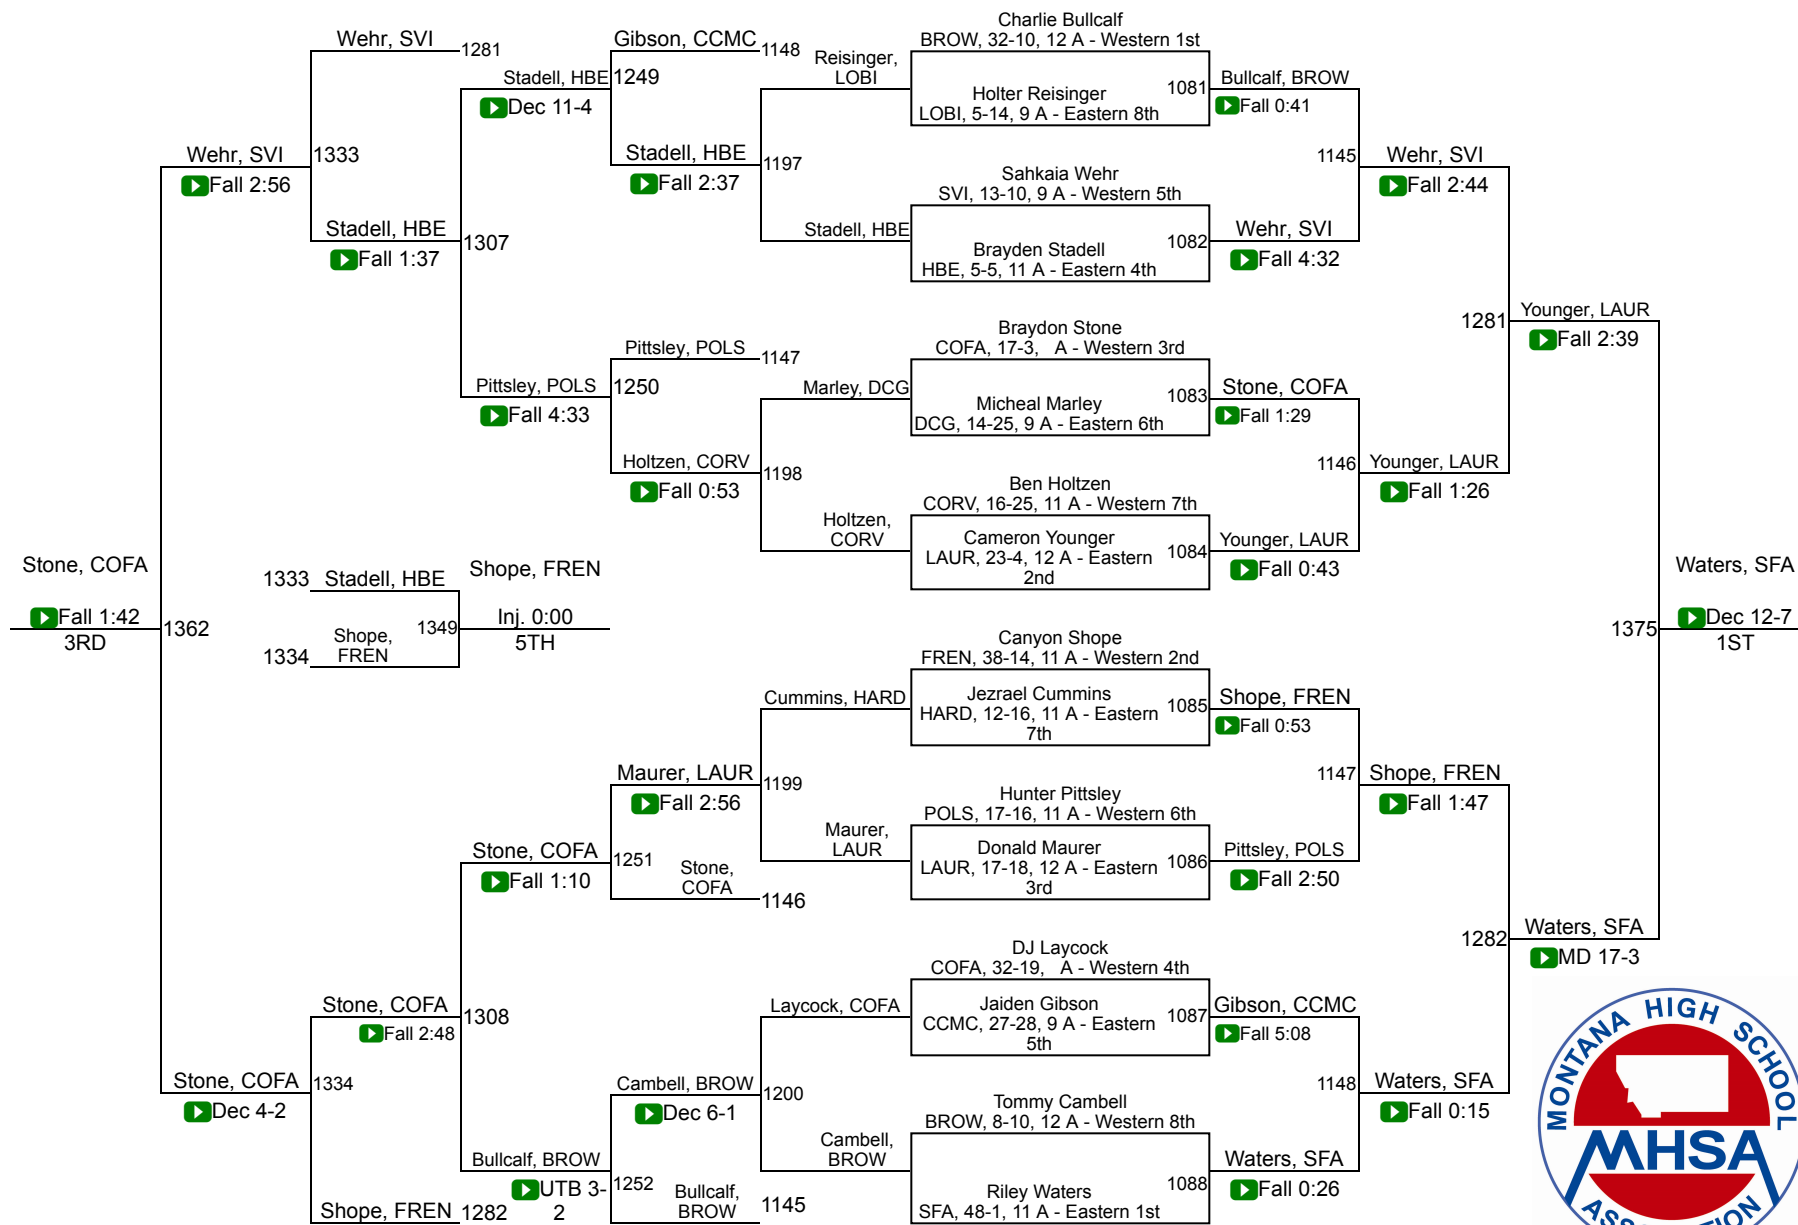 Charlie Bullcalf
BROW, 32-10, 12 A - Western 1st
Wehr, SVI
1281
Gibson, CCMC
1148
Reisinger,
LOBI
Stadell, HBE
1249
Dec 11-4
Holter Reisinger
LOBI, 5-14, 9 A - Eastern 8th
1081
Bullcalf, BROW
Fall 0:41
Wehr, SVI
1333
Fall 2:56
Stadell, HBE
1197
Fall 2:37
Sahkaia Wehr
SVI, 13-10, 9 A - Western 5th
1145
Wehr, SVI
Fall 2:44
Stadell, HBE
1307
Fall 1:37
Stadell, HBE
Brayden Stadell
HBE, 5-5, 11 A - Eastern 4th
1082
Wehr, SVI
Fall 4:32
1281
Younger, LAUR
Fall 2:39
Braydon Stone
COFA, 17-3, A - Western 3rd
Pittsley, POLS
1147
Pittsley, POLS
1250
Fall 4:33
Marley, DCG
Micheal Marley
DCG, 14-25, 9 A - Eastern 6th
1083
Stone, COFA
Fall 1:29
Holtzen, CORV
1198
Fall 0:53
Ben Holtzen
CORV, 16-25, 11 A - Western 7th
1146
Younger, LAUR
Fall 1:26
Holtzen,
CORV
Cameron Younger
LAUR, 23-4, 12 A - Eastern
2nd
1084
Younger, LAUR
Fall 0:43
Stone, COFA
Fall 1:42
3RD
1362
1333
Stadell, HBE
Shope,
FREN
1334
1349
Shope, FREN
Inj. 0:00
5TH
1375
Waters, SFA
Dec 12-7
1ST
Canyon Shope
FREN, 38-14, 11 A - Western 2nd
Cummins, HARD
Jezrael Cummins
HARD, 12-16, 11 A - Eastern
7th
1085
Shope, FREN
Fall 0:53
Maurer, LAUR
1199
Fall 2:56
Hunter Pittsley
POLS, 17-16, 11 A - Western 6th
1147
Shope, FREN
Fall 1:47
Maurer,
LAUR
Donald Maurer
LAUR, 17-18, 12 A - Eastern
3rd
1086
Pittsley, POLS
Fall 2:50
Stone, COFA
1251
Fall 1:10
Stone,
COFA
1146
1282
Waters, SFA
MD 17-3
DJ Laycock
COFA, 32-19, A - Western 4th
Stone, COFA
1308
Fall 2:48
Laycock, COFA
Jaiden Gibson
CCMC, 27-28, 9 A - Eastern
5th
1087
Gibson, CCMC
Fall 5:08
Stone, COFA
1334
Dec 4-2
Cambell, BROW
1200
Dec 6-1
Tommy Cambell
BROW, 8-10, 12 A - Western 8th
1148
Waters, SFA
Fall 0:15
Cambell,
BROW
Riley Waters
SFA, 48-1, 11 A - Eastern 1st
1088
Waters, SFA
Fall 0:26
Bullcalf, BROW
1252
UTB 3-
2
Bullcalf,
BROW
1145
Shope, FREN
1282
MONTANA HIGH SCHOOL
MHSA
ASSOCIATION